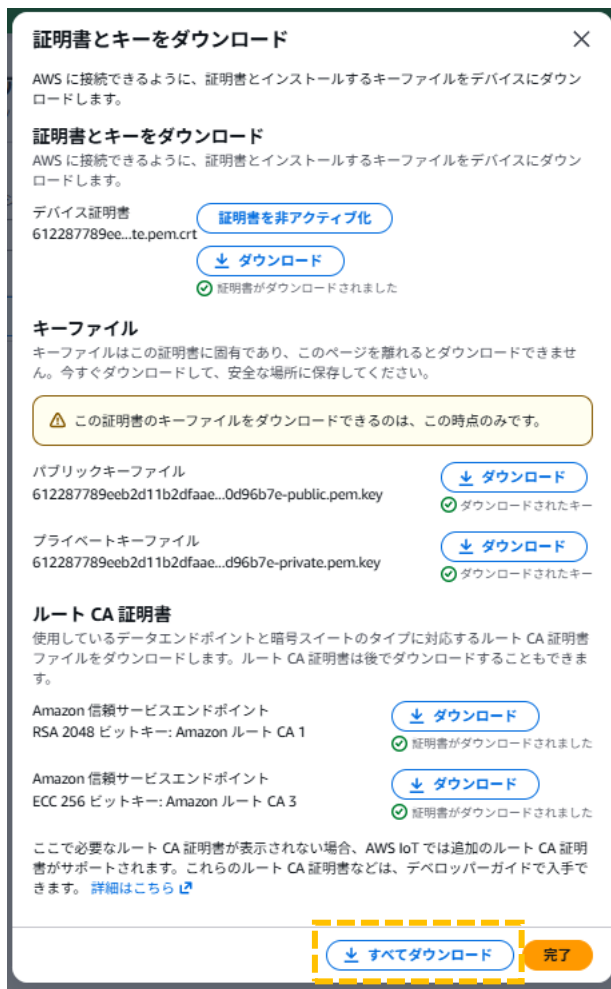 証明書とキーをダウンロード
AWS に接続できるように、証明書とインストールするキーファイルをデバイスにダウン
ロードします。
証明書とキーをダウンロード
AWS に接続できるように、証明書とインストールするキーファイルをデバイスにダウン
ロードします。
デバイス証明書
612287789ee...te.pem.crt
証明書を非アクティブ化
ダウンロード
証明書がダウンロードされました
キーファイル
キーファイルはこの証明書に固有であり、このページを離れるとダウンロードできませ
ん。今すぐダウンロードして、安全な場所に保存してください。
この証明書のキーファイルをダウンロードできるのは、この時点のみです。
パブリックキーファイル
612287789eeb2d11b2dfaae...0d96b7e-public.pem.key
ダウンロード
ダウンロードされたキー
プライベートキーファイル
612287789eeb2d11b2dfaae...d96b7e-private.pem.key
ダウンロード
ダウンロードされたキー
ルート CA 証明書
使用しているデータエンドポイントと暗号スイートのタイプに対応するルート CA 証明書
ファイルをダウンロードします。ルート CA 証明書は後でダウンロードすることもできま
す。
Amazon 信頼サービスエンドポイント
RSA 2048 ビットキー: Amazon ルート CA 1
ダウンロード
証明書がダウンロードされました
Amazon 信頼サービスエンドポイント
ECC 256 ビットキー: Amazon ルート CA 3
ダウンロード
証明書がダウンロードされました
ここで必要なルート CA 証明書が表示されない場合、AWS IoT では追加のルート CA 証明
書がサポートされます。これらのルート CA 証明書などは、デベロッパーガイドで入手で
きます。 詳細はこちら
すべてダウンロード
完了